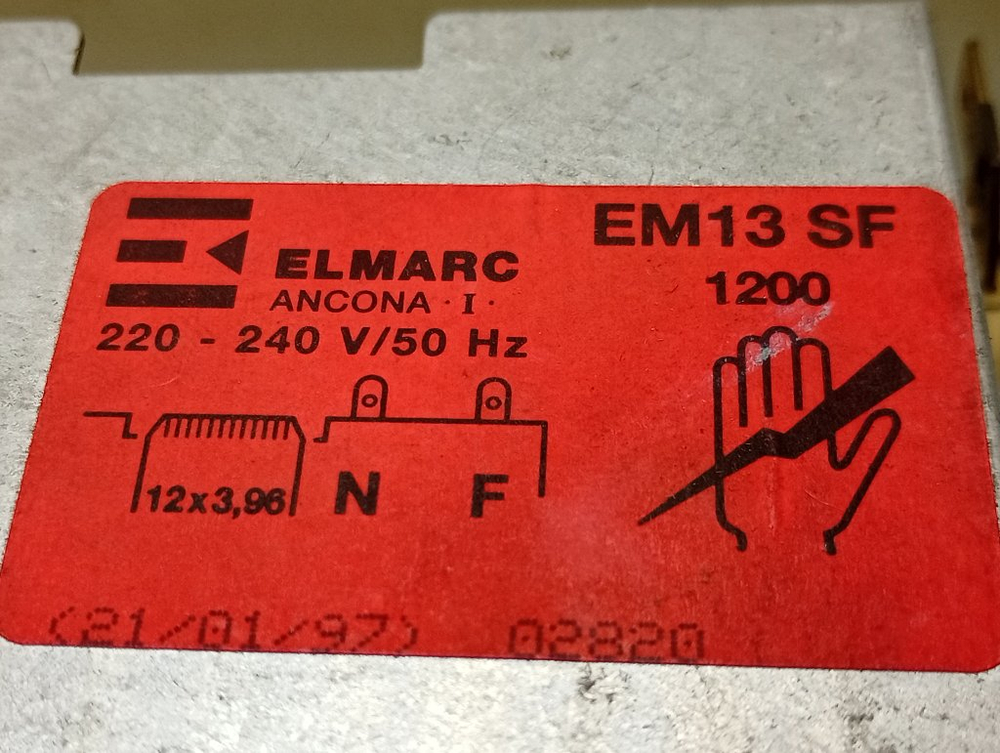 ELMARC
ANCONA · I ·
220 - 240 V/50 Hz
EM13 SF
1200
12x3,96
N F
(21/01/97) 02820